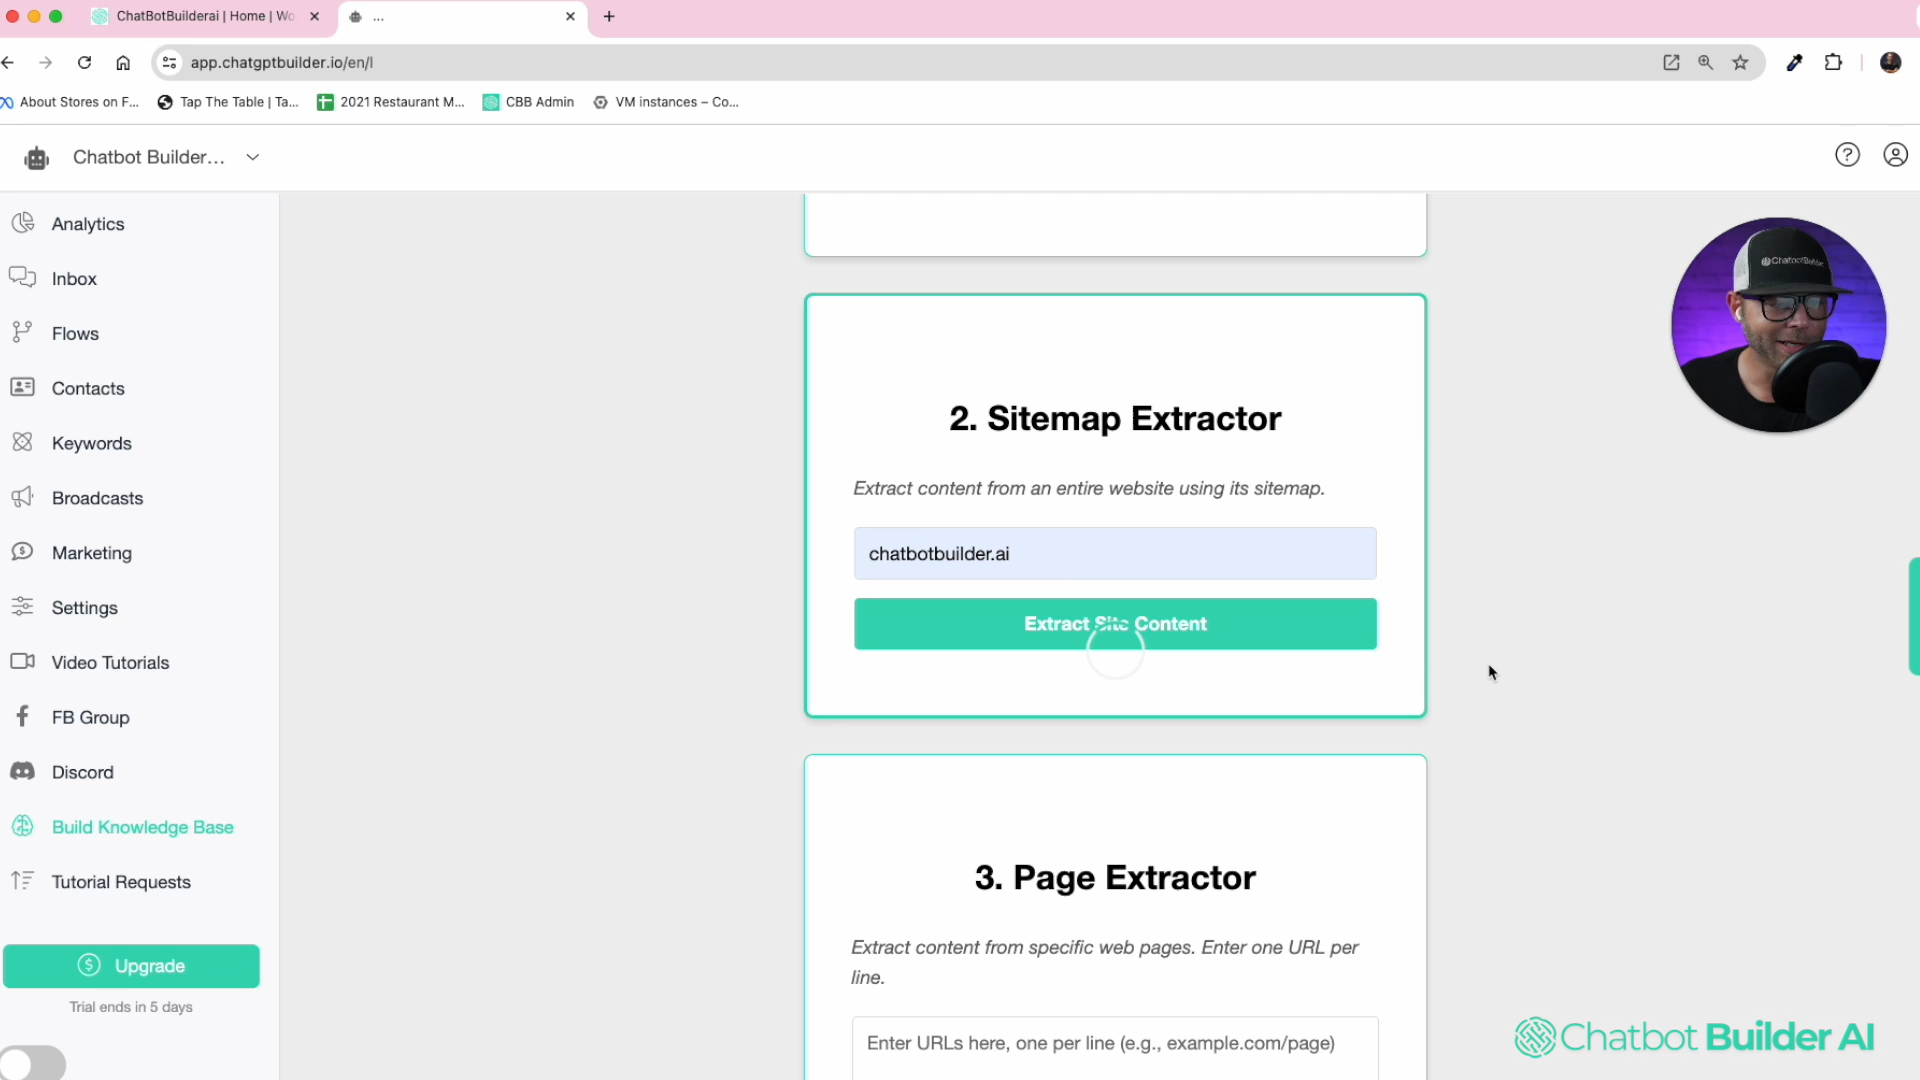 ChatBotBuilderai | Home | Wo
...
app.chatgptbuilder.io/en/l
About Stores on F...
Tap The Table | Ta...
2021 Restaurant M...
CBB Admin
VM instances – Co...
Chatbot Builder...
Analytics
Inbox
Flows
Contacts
Keywords
Broadcasts
Marketing
Settings
Video Tutorials
FB Group
Discord
Build Knowledge Base
Tutorial Requests
Upgrade
Trial ends in 5 days
2. Sitemap Extractor
Extract content from an entire website using its sitemap.
chatbotbuilder.ai
Extract Site Content
3. Page Extractor
Extract content from specific web pages. Enter one URL per
line.
Enter URLs here, one per line (e.g., example.com/page)
ChatbotBuilder
Chatbot Builder AI